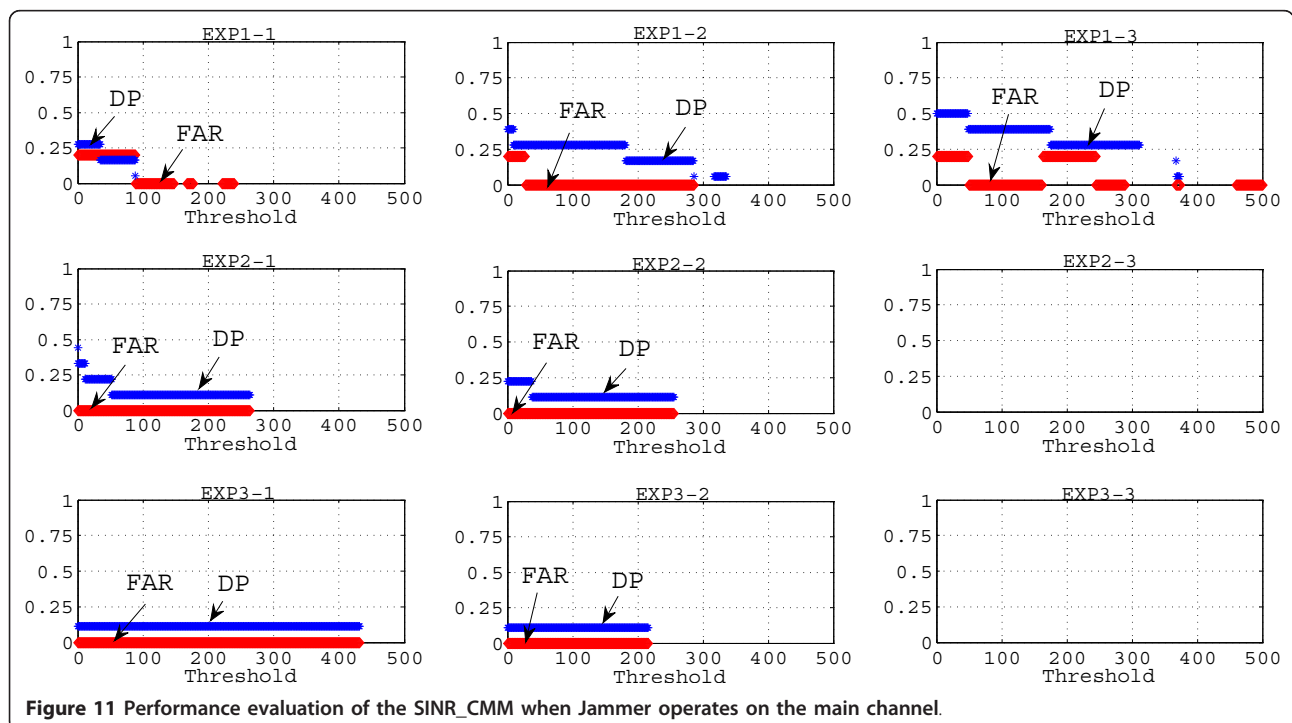 EXP1-1 EXP1-2 EXP1-3
1 1 1
0.75 0.75 0.75
DP FAR FAR DP FAR DP
0.5 0.5 0.5
0.25 0.25 0.25
0 0 0
0 100 200 300 400 500 0 100 200 300 400 500 0 100 200 300 400 500
Threshold Threshold Threshold
EXP2-1 EXP2-2 EXP2-3
1 1 1
0.75 0.75 0.75
FAR DP FAR DP
0.5 0.5 0.5
0.25 0.25 0.25
0 0 0
0 100 200 300 400 500 0 100 200 300 400 500 0 100 200 300 400 500
Threshold Threshold Threshold
EXP3-1 EXP3-2 EXP3-3
1 1 1
0.75 0.75 0.75
0.5 0.5 0.5
FAR DP FAR DP
0.25 0.25 0.25
0 0 0
0 100 200 300 400 500 0 100 200 300 400 500 0 100 200 300 400 500
Threshold Threshold Threshold
Figure 11 Performance evaluation of the SINR_CMM when Jammer operates on the main channel.